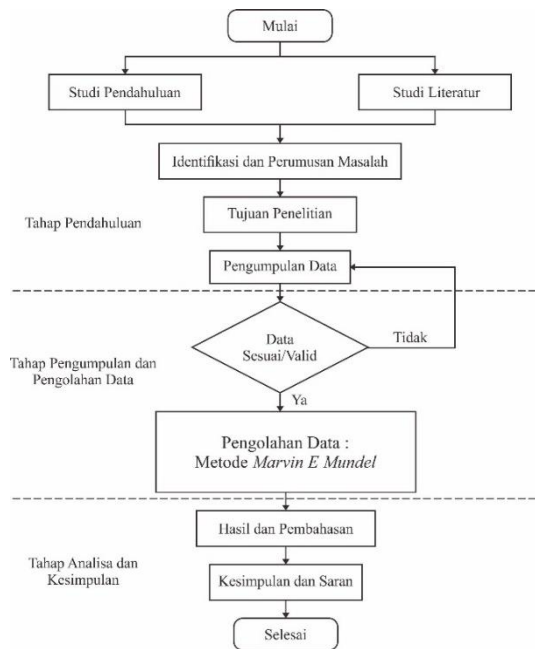 Mulai
Studi Pendahuluan
Studi Literatur
Identifikasi dan Perumusan Masalah
Tujuan Penelitian
Tahap Pendahuluan
Pengumpulan Data
Data
Sesuai/Valid
Tidak
Tahap Pengumpulan dan
Pengolahan Data
Ya
Pengolahan Data :
Metode Marvin E Mundel
Hasil dan Pembahasan
Tahap Analisa dan
Kesimpulan
Kesimpulan dan Saran
Selesai